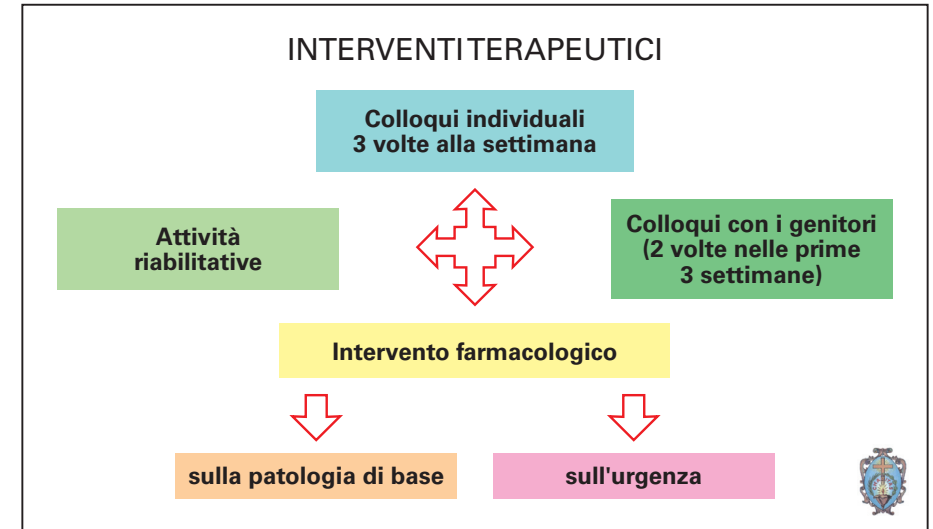 INTERVENTI TERAPEUTICI
Colloqui individuali
3 volte alla settimana
Attività
riabilitative
Colloqui con i genitori
(2 volte nelle prime
3 settimane)
Intervento farmacologico
sulla patologia di base
sull'urgenza